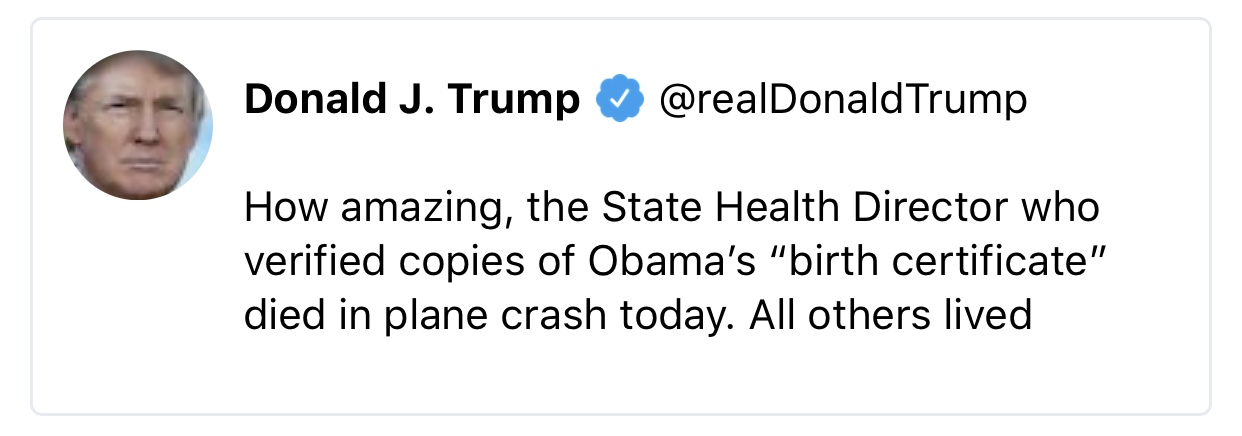 Donald J. Trump @realDonaldTrump
How amazing, the State Health Director who
verified copies of Obama’s “birth certificate”
died in plane crash today. All others lived